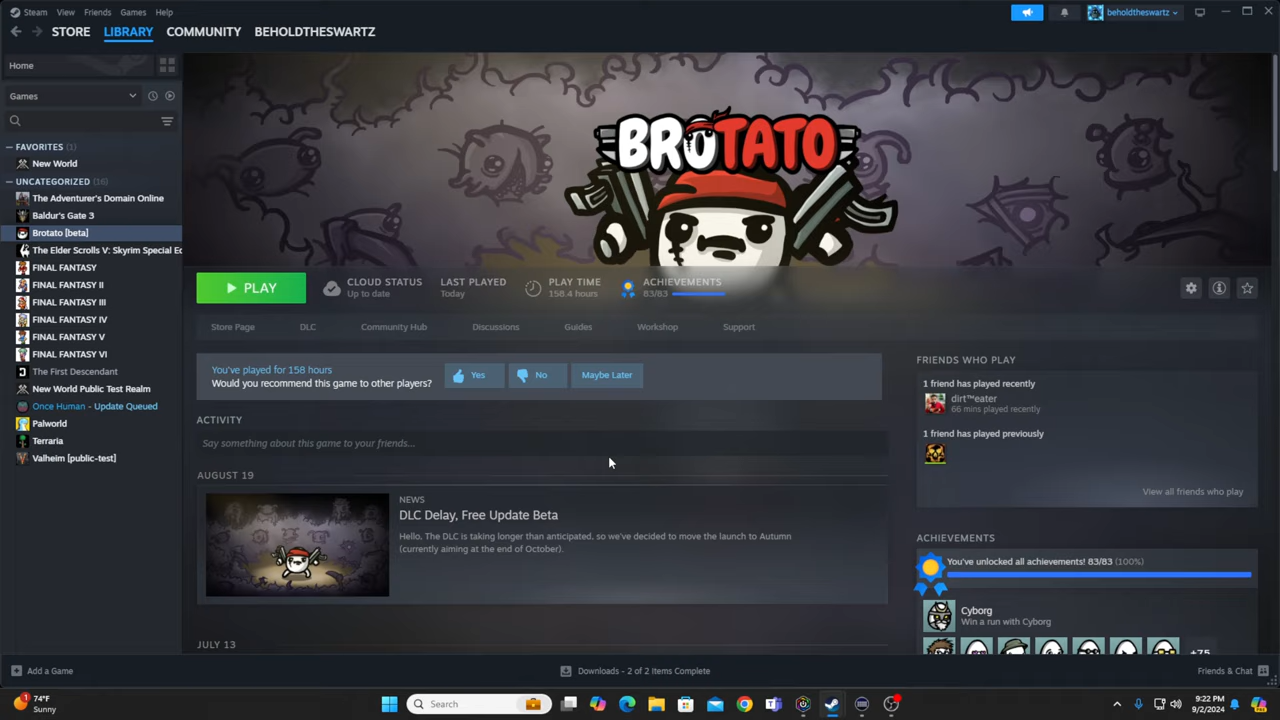 Steam View Friends Games Help
beholdtheswartz
STORE LIBRARY COMMUNITY BEHOLDTHESWARTZ
Home
Games
FAVORITES (1)
New World
UNCATEGORIZED (16)
The Adventurer's Domain Online
Baldur's Gate 3
Brotato [beta]
The Elder Scrolls V: Skyrim Special Ed
FINAL FANTASY
FINAL FANTASY II
FINAL FANTASY III
FINAL FANTASY IV
FINAL FANTASY V
FINAL FANTASY VI
The First Descendant
New World Public Test Realm
Once Human - Update Queued
Palworld
Terraria
Valheim [public-test]
BROTATO
PLAY
CLOUD STATUS
Up to date
LAST PLAYED
Today
PLAY TIME
158.4 hours
ACHIEVEMENTS
83/83
Store Page DLC Community Hub Discussions Guides Workshop Support
You've played for 158 hours
Would you recommend this game to other players?
Yes No Maybe Later
ACTIVITY
Say something about this game to your friends...
AUGUST 19
NEWS
DLC Delay, Free Update Beta
Hello, The DLC is taking longer than anticipated, so we've decided to move the launch to Autumn
(currently aiming at the end of October).
JULY 13
FRIENDS WHO PLAY
1 friend has played recently
dirt™eater
66 mins played recently
1 friend has played previously
View all friends who play
ACHIEVEMENTS
You've unlocked all achievements! 83/83 (100%)
Cyborg
Win a run with Cyborg
+75
Add a Game
Downloads - 2 of 2 Items Complete
Friends & Chat
1
74°F
Sunny
Search
9:22 PM
9/2/2024